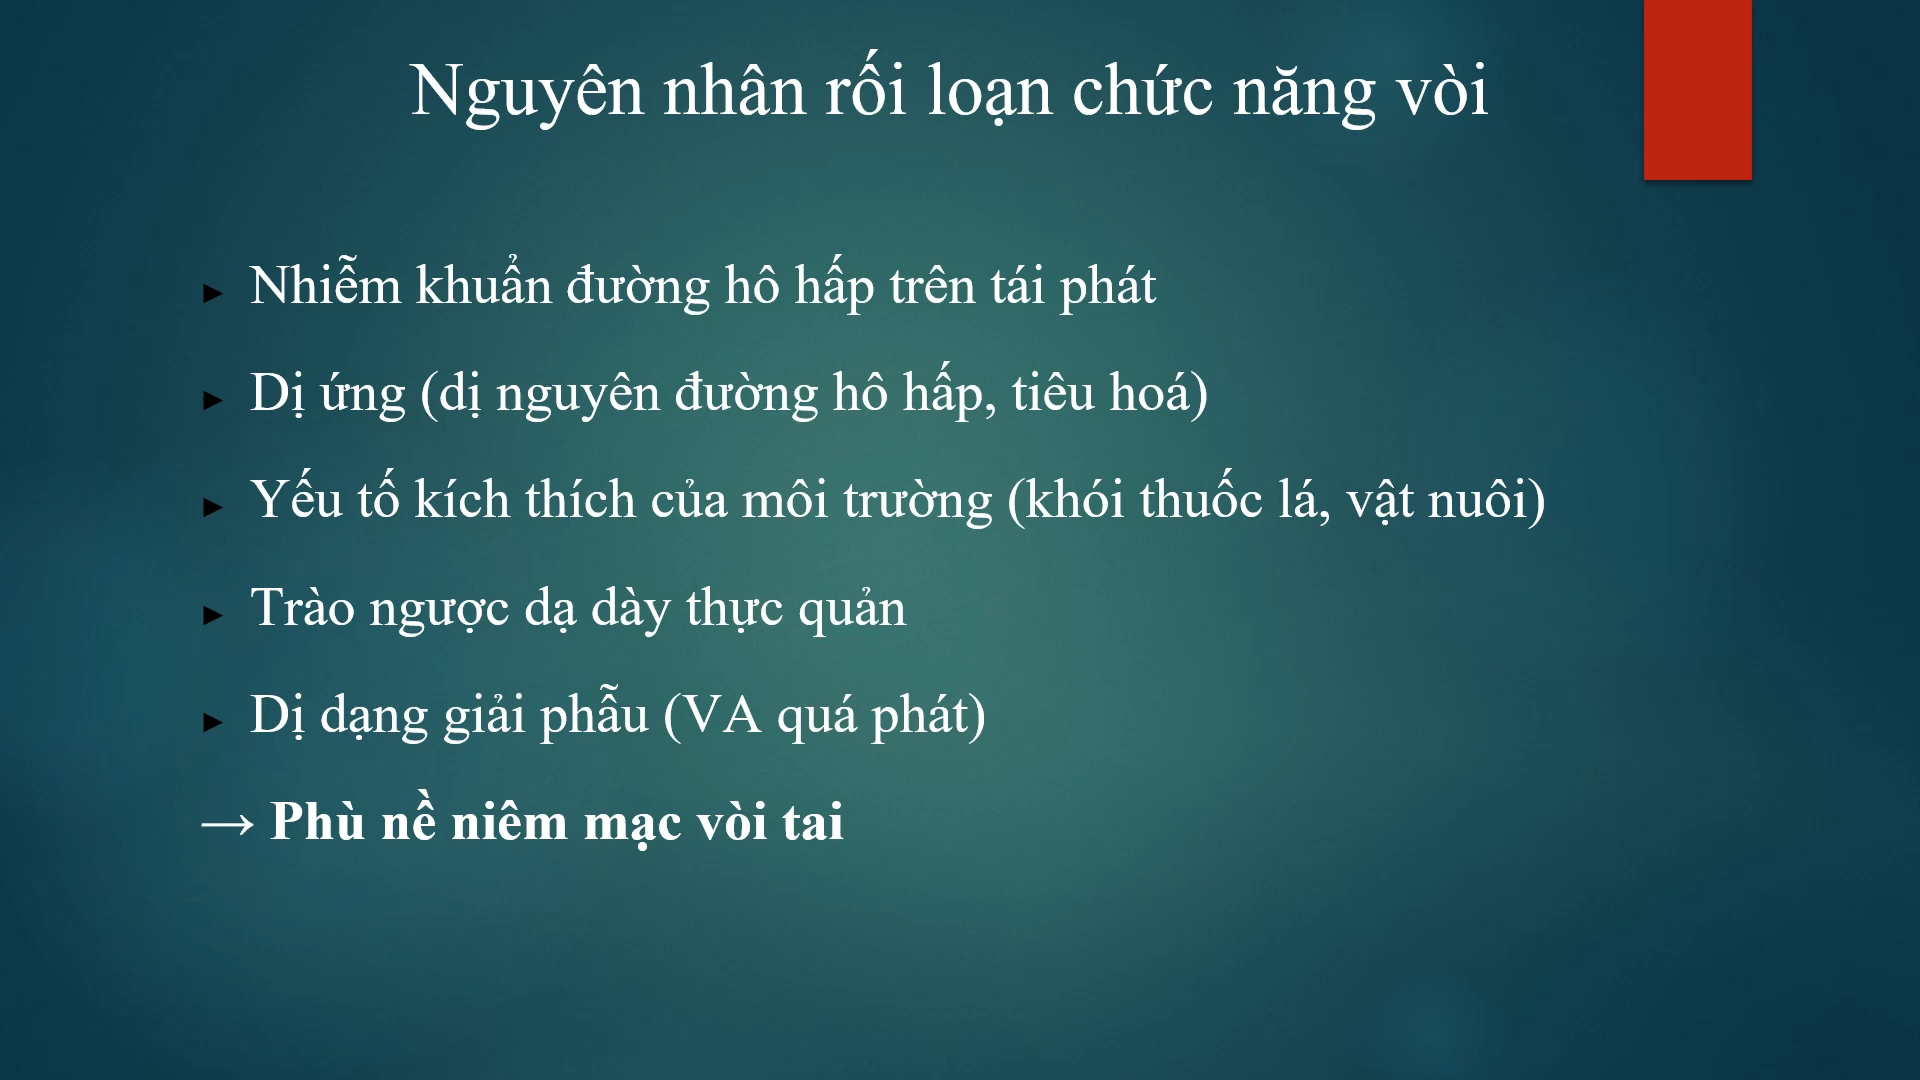 Nguyên nhân rối loạn chức năng vòi
► Nhiễm khuẩn đường hô hấp trên tái phát
► Dị ứng (dị nguyên đường hô hấp, tiêu hoá)
► Yếu tố kích thích của môi trường (khói thuốc lá, vật nuôi)
► Trào ngược dạ dày thực quản
► Dị dạng giải phẫu (VA quá phát)
→ Phù nề niêm mạc vòi tai